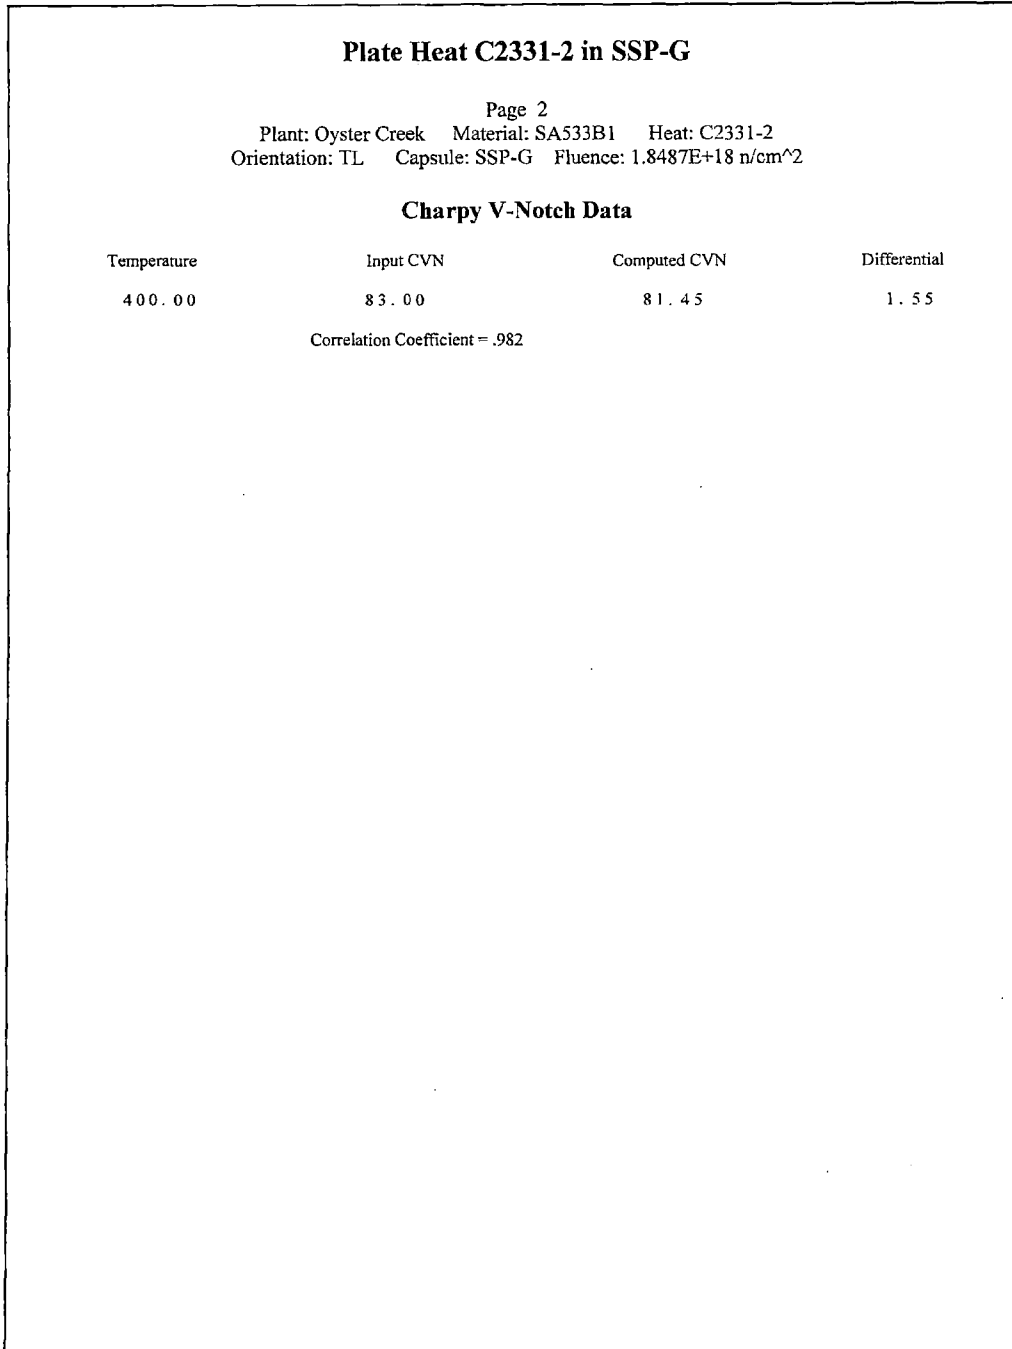 Plate Heat C2331-2 in SSP-G
Page 2
Plant: Oyster Creek Material: SA533B1 Heat: C2331-2
Orientation: TL Capsule: SSP-G Fluence: 1.8487E+18 n/cm^2
Charpy V-Notch Data
Temperature Input CVN Computed CVN Differential
400.00 83.00 81.45 1.55
Correlation Coefficient = .982